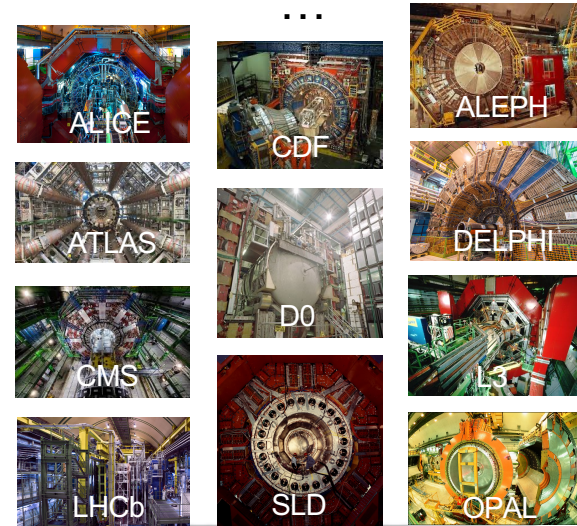 ...
ALICE
ATLAS
CMS
LHCb
CDF
D0
SLD
ALEPH
DELPHI
L3
OPAL